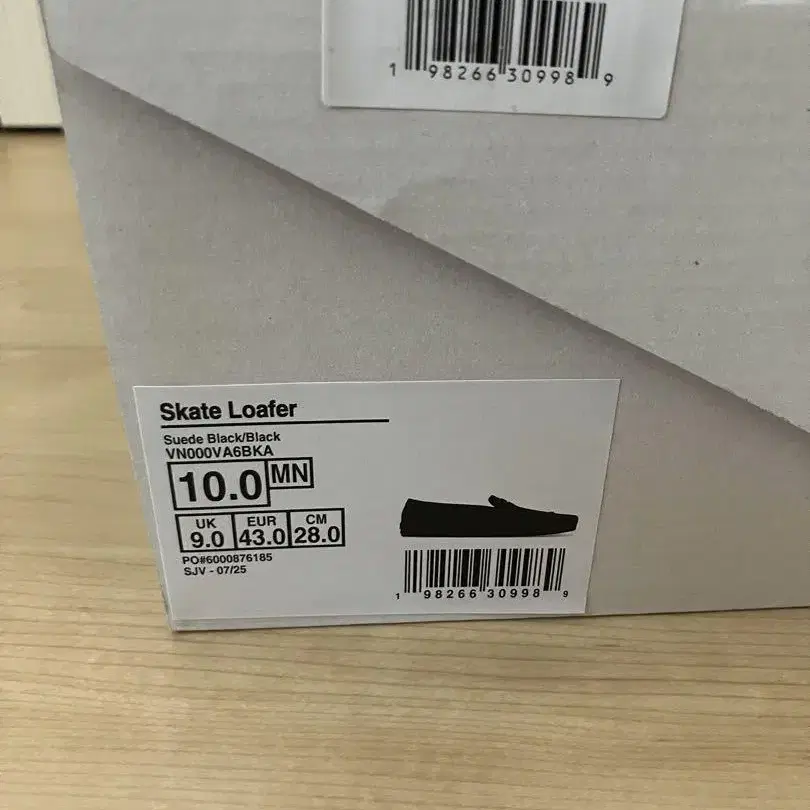 1 98266 30998 9
Skate Loafer
Suede Black/Black
VN000VA6BKA
10.0 MN
UK EUR CM
9.0 43.0 28.0
PO#6000876185
SJV - 07/25
1 98266 30998 9